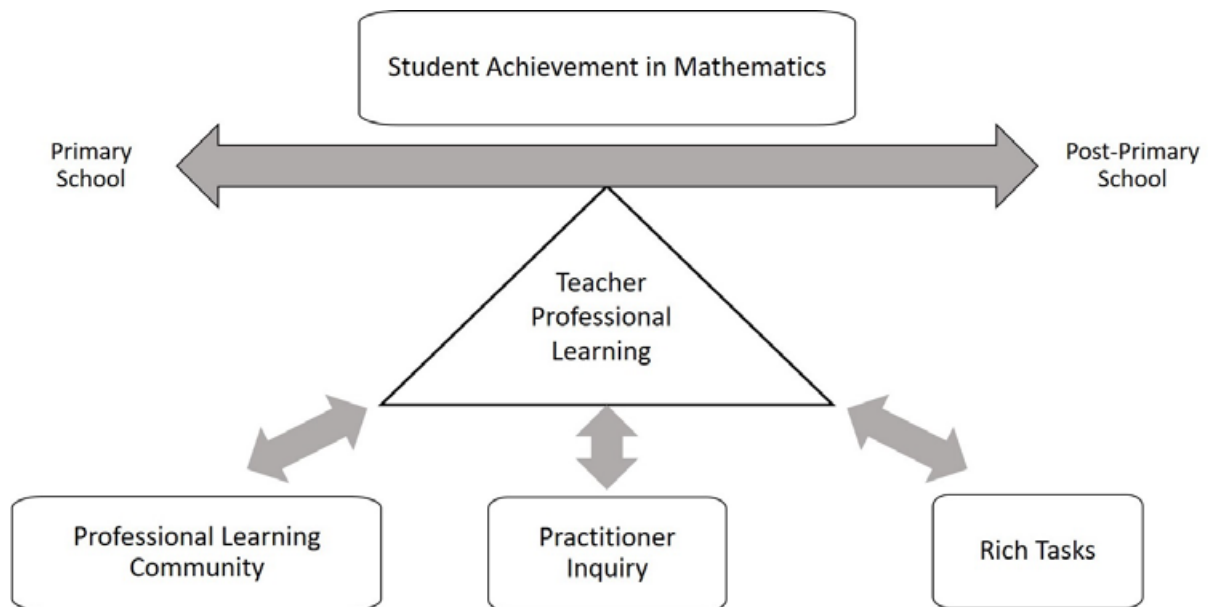 Student Achievement in Mathematics
Primary
School
Post-Primary
School
Teacher
Professional
Learning
Professional Learning
Community
Practitioner
Inquiry
Rich Tasks